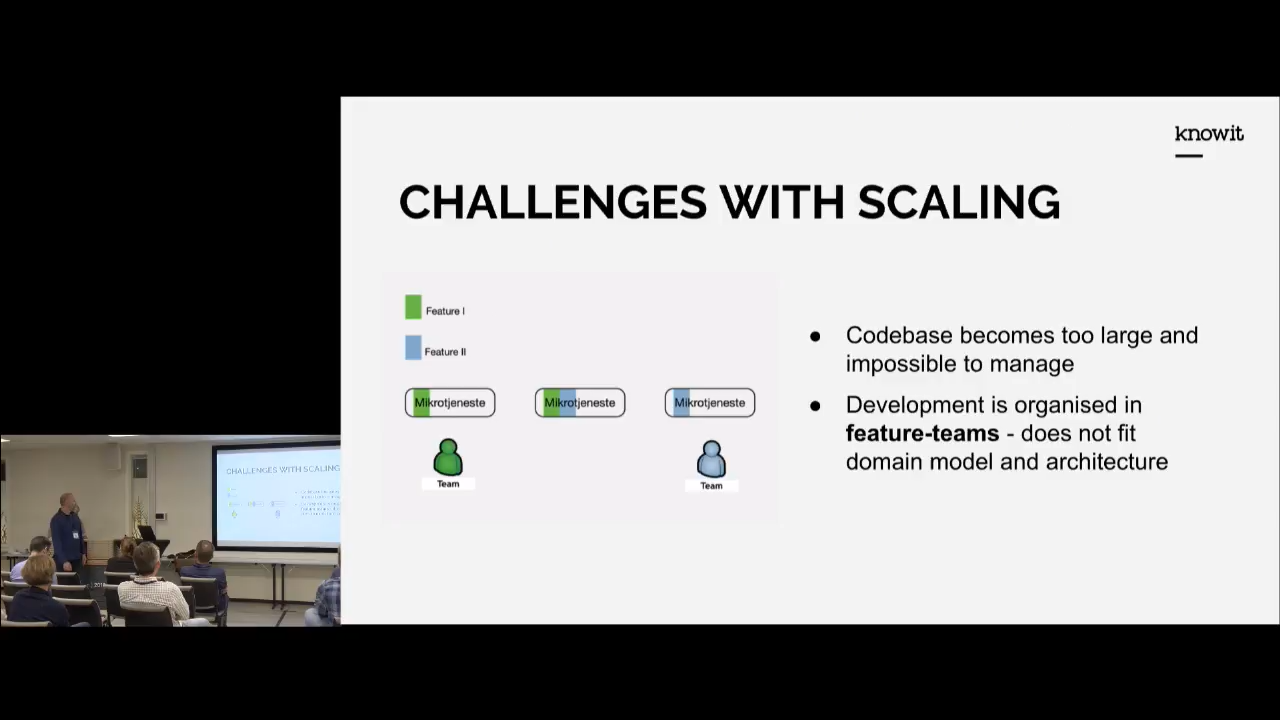 knowit
CHALLENGES WITH SCALING
Feature I
Feature II
Mikrotjeneste
Mikrotjeneste
Mikrotjeneste
Team
Team
● Codebase becomes too large and
impossible to manage
● Development is organised in
feature-teams - does not fit
domain model and architecture
CHALLENGES WITH SCALING